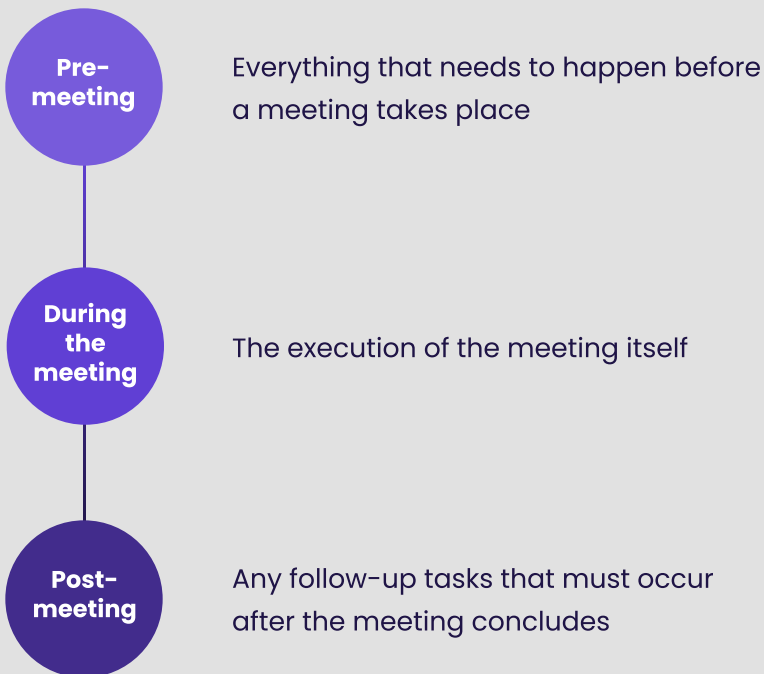 Pre-
meeting
Everything that needs to happen before
a meeting takes place
During
the
meeting
The execution of the meeting itself
Post-
meeting
Any follow-up tasks that must occur
after the meeting concludes